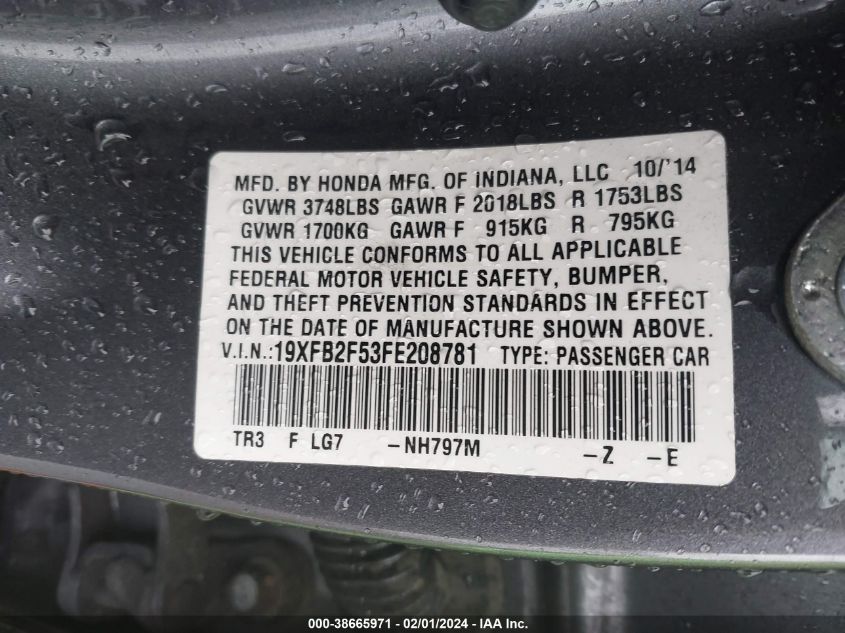 MFD. BY HONDA MFG. OF INDIANA, LLC 10/'14
GVWR 3748LBS GAWR F 2018LBS R 1753LBS
GVWR 1700KG GAWR F 915KG R 795KG
THIS VEHICLE CONFORMS TO ALL APPLICABLE
FEDERAL MOTOR VEHICLE SAFETY, BUMPER,
AND THEFT PREVENTION STANDARDS IN EFFECT
ON THE DATE OF MANUFACTURE SHOWN ABOVE.
V.I.N.:19XFB2F53FE208781 TYPE: PASSENGER CAR
TR3 F LG7 -NH797M -Z -E
000-38665971 / 02/01/2024 - IAA Inc.